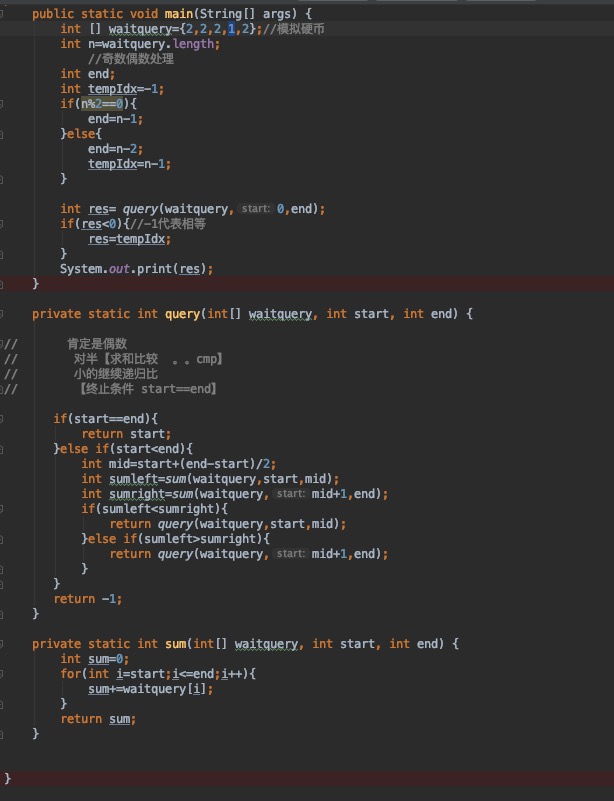 public static void main(String[] args) {
int [] waitquery={2,2,2,1,2};//模拟硬币
int n=waitquery.length;
//奇数偶数处理
int end;
int tempIdx=-1;
if(n%2==0){
end=n-1;
}else{
end=n-2;
tempIdx=n-1;
}
int res= query(waitquery, start: 0,end);
if(res<0){//-1代表相等
res=tempIdx;
}
System.out.print(res);
}
private static int query(int[] waitquery, int start, int end) {
// 肯定是偶数
// 对半【求和比较 。。cmp】
// 小的继续递归比
// 【终止条件 start==end】
if(start==end){
return start;
}else if(start<end){
int mid=start+(end-start)/2;
int sumleft=sum(waitquery,start,mid);
int sumright=sum(waitquery, start: mid+1,end);
if(sumleft<sumright){
return query(waitquery,start,mid);
}else if(sumleft>sumright){
return query(waitquery, start: mid+1,end);
}
}
return -1;
}
private static int sum(int[] waitquery, int start, int end) {
int sum=0;
for(int i=start;i<=end;i++){
sum+=waitquery[i];
}
return sum;
}
}